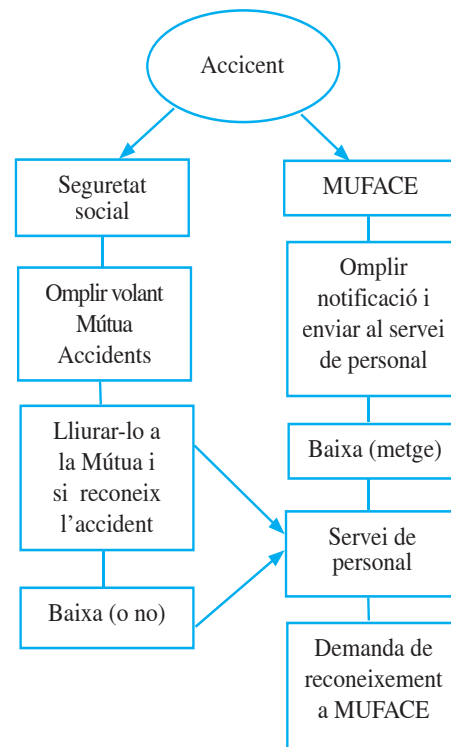 Accicent
Seguretat
social
Omplir volant
Mútua
Accidents
Lliurar-lo a
la Mútua i
si reconeix
l’accident
Baixa (o no)
MUFACE
Omplir
notificació i
enviar al servei
de personal
Baixa (metge)
Servei de
personal
Demanda de
reconeixement
a MUFACE